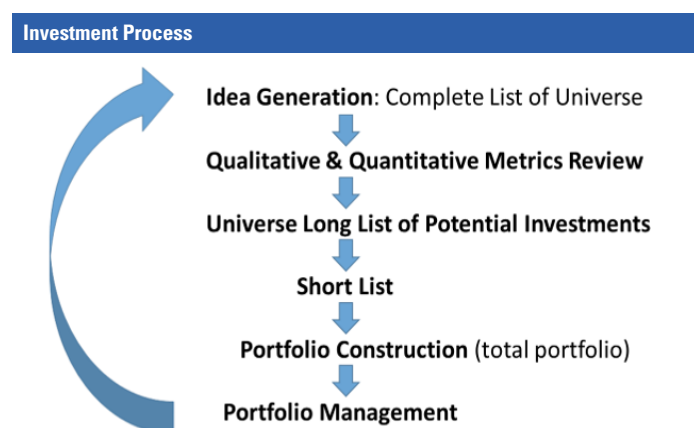 Investment Process
Idea Generation: Complete List of Universe
Qualitative & Quantitative Metrics Review
Universe Long List of Potential Investments
Short List
Portfolio Construction (total portfolio)
Portfolio Management